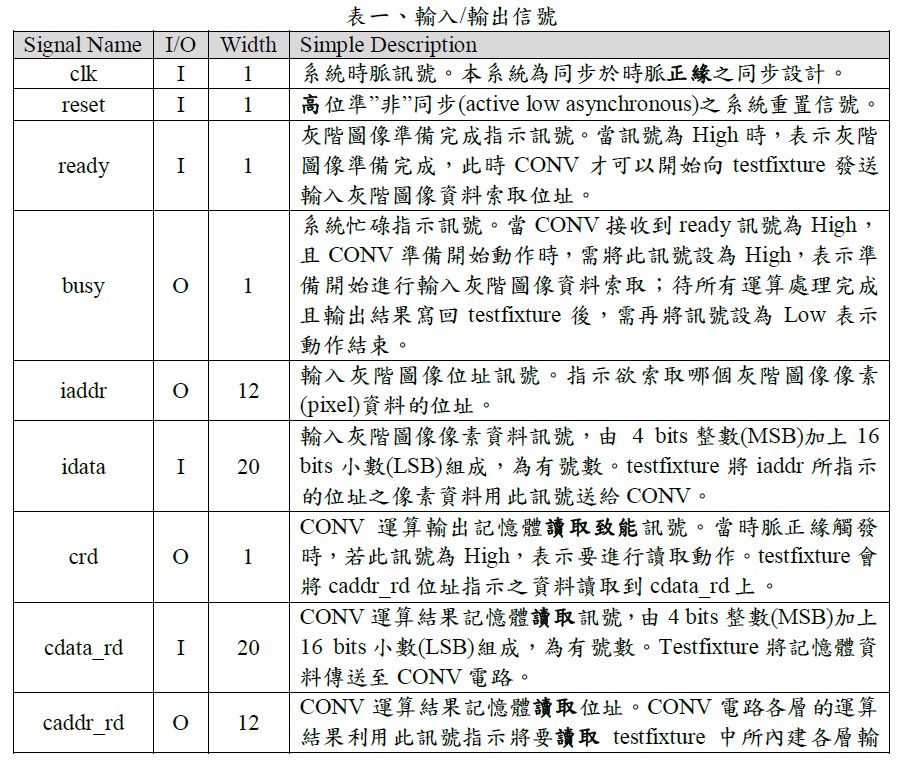 表一、輸入/輸出信號
Signal Name I/O Width Simple Description
clk I 1 系統時脈訊號。本系統為同步於時脈正緣之同步設計。
reset I 1 高位準”非”同步(active low asynchronous)之系統重置信號。
ready I 1 灰階圖像準備完成指示訊號。當訊號為 High 時，表示灰階
圖像準備完成，此時 CONV 才可以開始向 testfixture 發送
輸入灰階圖像資料索取位址。
busy O 1 系統忙碌指示訊號。當 CONV 接收到 ready 訊號為 High，
且 CONV 準備開始動作時，需將此訊號設為 High，表示準
備開始進行輸入灰階圖像資料索取；待所有運算處理完成
且輸出結果寫回 testfixture 後，需再將訊號設為 Low 表示
動作結束。
iaddr O 12 輸入灰階圖像位址訊號。指示欲索取哪個灰階圖像像素
(pixel)資料的位址。
idata I 20 輸入灰階圖像像素資料訊號，由 4 bits 整數(MSB)加上 16
bits 小數(LSB)組成，為有號數。testfixture 將 iaddr 所指示
的位址之像素資料用此訊號送給 CONV。
crd O 1 CONV 運算輸出記憶體讀取致能訊號。當時脈正緣觸發
時，若此訊號為 High，表示要進行讀取動作。testfixture 會
將 caddr_rd 位址指示之資料讀取到 cdata_rd 上。
cdata_rd I 20 CONV 運算結果記憶體讀取訊號，由 4 bits 整數(MSB)加上
16 bits 小數(LSB)組成，為有號數。Testfixture 將記憶體資
料傳送至 CONV 電路。
caddr_rd O 12 CONV 運算結果記憶體讀取位址。CONV 電路各層的運算
結果利用此訊號指示將要讀取 testfixture 中所內建各層輸